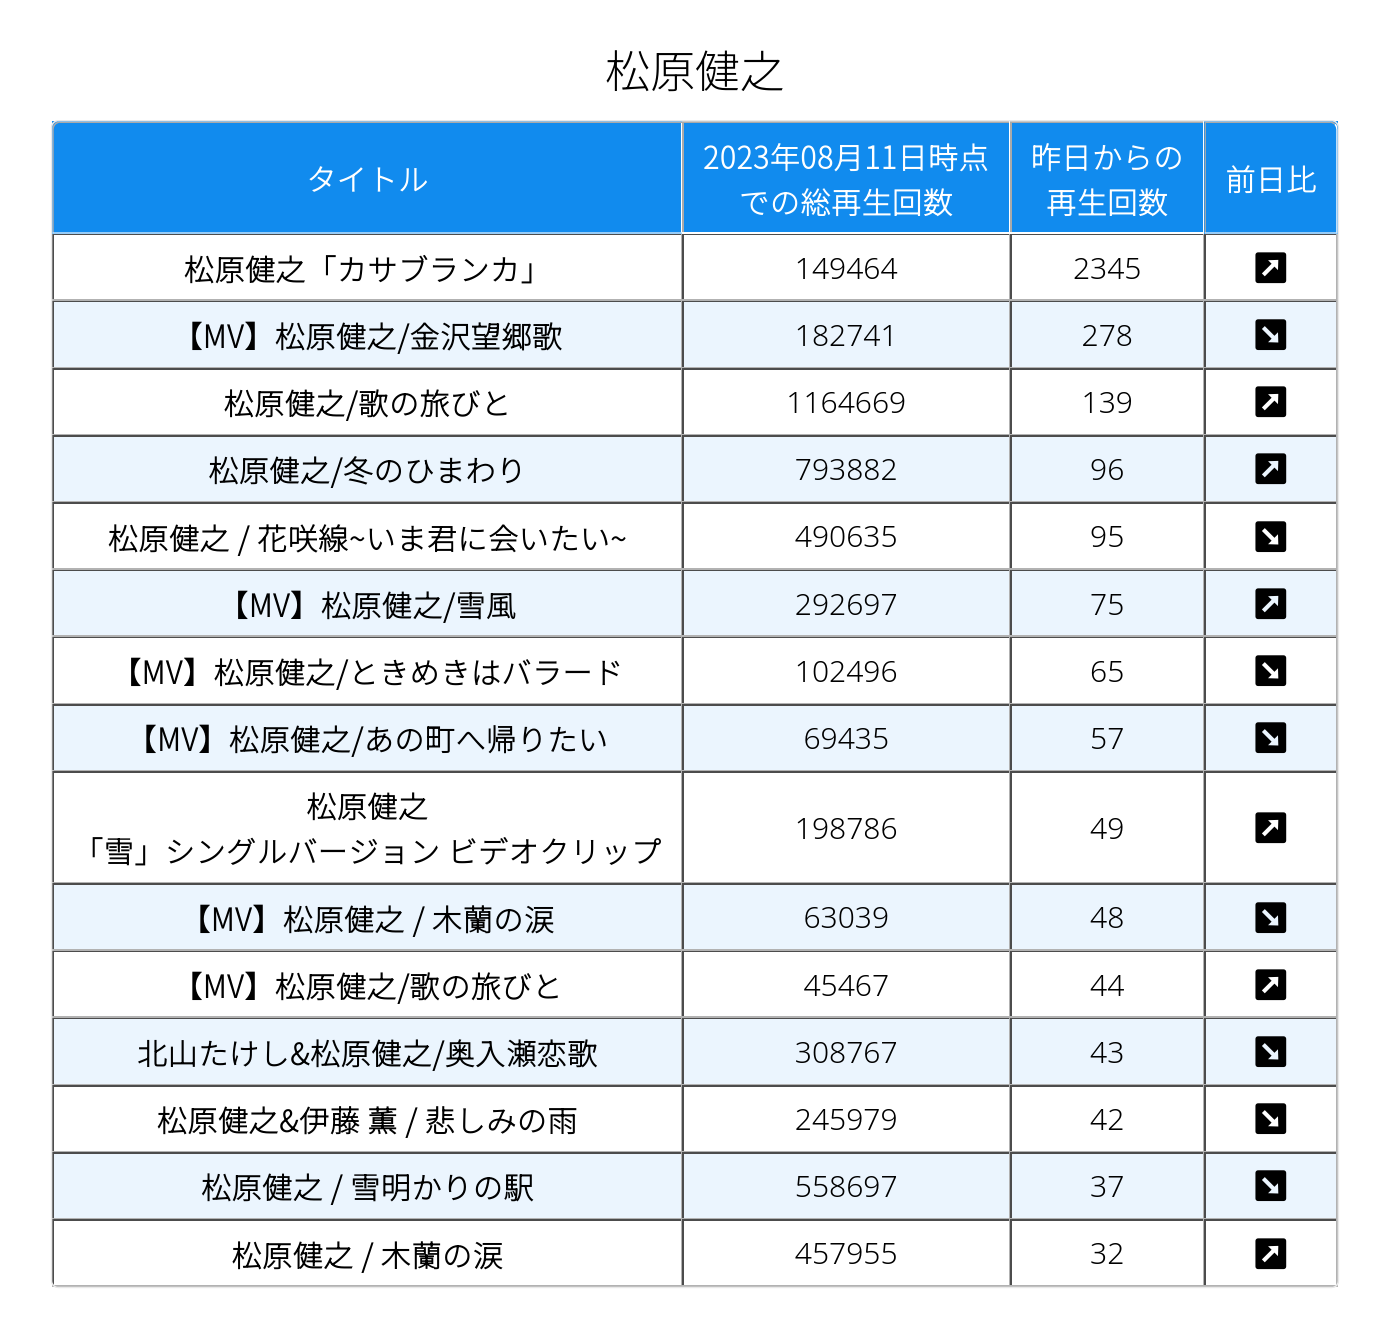 松原健之
タイトル
2023年08月11日時点
での総再生回数
昨日からの
再生回数
前日比
松原健之「カサブランカ」 149464 2345 ↗
【MV】松原健之/金沢望郷歌 182741 278 ↘
松原健之/歌の旅びと 1164669 139 ↗
松原健之/冬のひまわり 793882 96 ↗
松原健之 / 花咲線~いま君に会いたい~ 490635 95 ↘
【MV】松原健之/雪風 292697 75 ↗
【MV】松原健之/ときめきはバラード 102496 65 ↘
【MV】松原健之/あの町へ帰りたい 69435 57 ↘
松原健之
「雪」シングルバージョン ビデオクリップ 198786 49 ↗
【MV】松原健之 / 木蘭の涙 63039 48 ↘
【MV】松原健之/歌の旅びと 45467 44 ↗
北山たけし&松原健之/奥入瀬恋歌 308767 43 ↘
松原健之&伊藤 薫 / 悲しみの雨 245979 42 ↘
松原健之 / 雪明かりの駅 558697 37 ↘
松原健之 / 木蘭の涙 457955 32 ↗